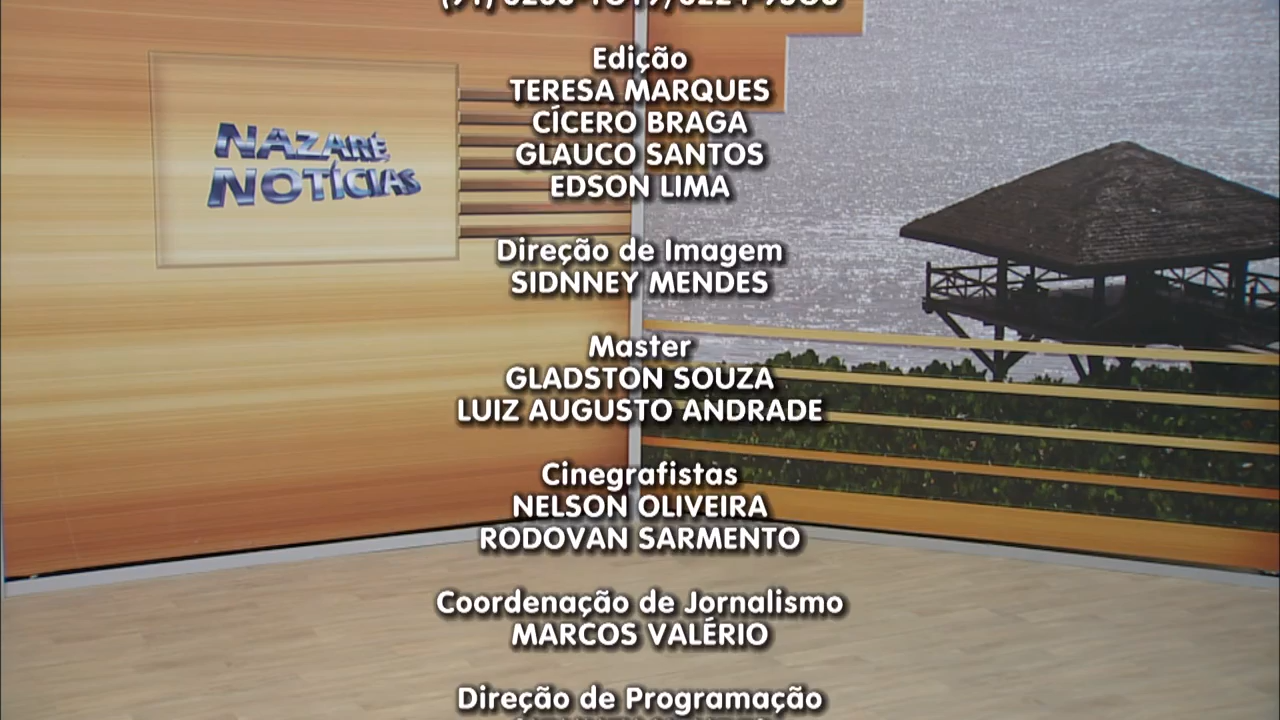 Edição
TERESA MARQUES
CÍCERO BRAGA
GLAUCO SANTOS
EDSON LIMA
NAZARÉ
NOTÍCIAS
Direção de Imagem
SIDNNEY MENDES
Master
GLADSTON SOUZA
LUIZ AUGUSTO ANDRADE
Cinegrafistas
NELSON OLIVEIRA
RODOVAN SARMENTO
Coordenação de Jornalismo
MARCOS VALÉRIO
Direção de Programação